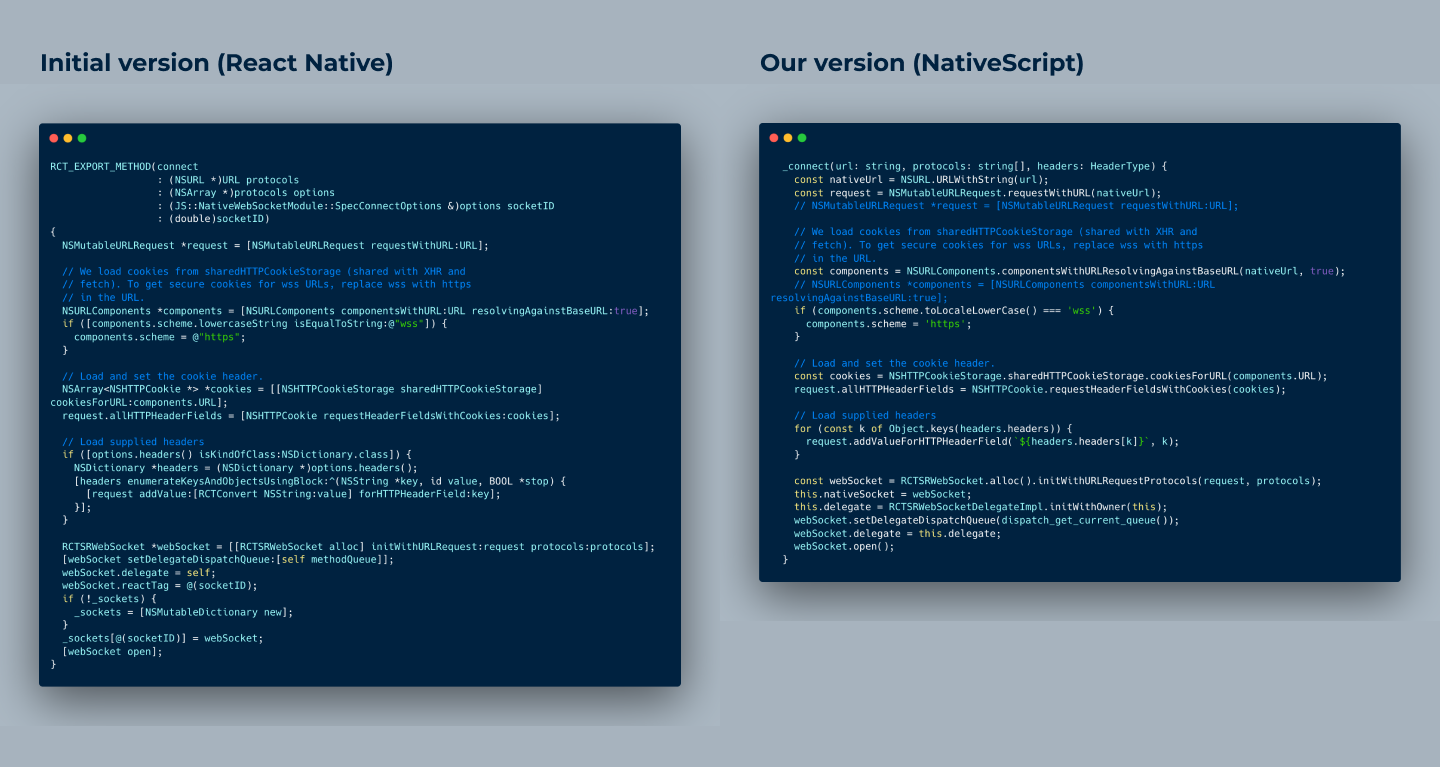 Initial version (React Native)
RCT_EXPORT_METHOD(connect
                  : (NSURL *)URL protocols
                  : (NSArray *)protocols options
                  : (JS::NativeWebSocketModule::SpecConnectOptions &)options socketID
                  : (double)socketID)
{
  NSMutableURLRequest *request = [NSMutableURLRequest requestWithURL:URL];

  // We load cookies from sharedHTTPCookieStorage (shared with XHR and
  // fetch). To get secure cookies for wss URLs, replace wss with https
  // in the URL.
  NSURLComponents *components = [NSURLComponents componentsWithURL:URL resolvingAgainstBaseURL:true];
  if ([components.scheme.lowercaseString isEqualToString:@"wss"]) {
    components.scheme = @"https";
  }

  // Load and set the cookie header.
  NSArray<NSHTTPCookie *> *cookies = [[NSHTTPCookieStorage sharedHTTPCookieStorage]
cookiesForURL:components.URL];
  request.allHTTPHeaderFields = [NSHTTPCookie requestHeaderFieldsWithCookies:cookies];

  // Load supplied headers
  if ([options.headers() isKindOfClass:NSDictionary.class]) {
    NSDictionary *headers = (NSDictionary *)options.headers();
    [headers enumerateKeysAndObjectsUsingBlock:^(NSString *key, id value, BOOL *stop) {
      [request addValue:[RCTConvert NSString:value] forHTTPHeaderField:key];
    }];
  }

  RCTSRWebSocket *webSocket = [[RCTSRWebSocket alloc] initWithURLRequest:request protocols:protocols];
  [webSocket setDelegateDispatchQueue:[self methodQueue]];
  webSocket.delegate = self;
  webSocket.reactTag = @(socketID);
  if (!_sockets) {
    _sockets = [NSMutableDictionary new];
  }
  _sockets[@(socketID)] = webSocket;
  [webSocket open];
}
Our version (NativeScript)
  _connect(url: string, protocols: string[], headers: HeaderType) {
    const nativeUrl = NSURL.URLWithString(url);
    const request = NSMutableURLRequest.requestWithURL(nativeUrl);
    // NSMutableURLRequest *request = [NSMutableURLRequest requestWithURL:URL];

    // We load cookies from sharedHTTPCookieStorage (shared with XHR and
    // fetch). To get secure cookies for wss URLs, replace wss with https
    // in the URL.
    const components = NSURLComponents.componentsWithURLResolvingAgainstBaseURL(nativeUrl, true);
    // NSURLComponents *components = [NSURLComponents componentsWithURL:URL
resolvingAgainstBaseURL:true];
    if (components.scheme.toLocaleLowerCase() === 'wss') {
      components.scheme = 'https';
    }

    // Load and set the cookie header.
    const cookies = NSHTTPCookieStorage.sharedHTTPCookieStorage.cookiesForURL(components.URL);
    request.allHTTPHeaderFields = NSHTTPCookie.requestHeaderFieldsWithCookies(cookies);

    // Load supplied headers
    for (const k of Object.keys(headers.headers)) {
      request.addValueForHTTPHeaderField(`${headers.headers[k]}`, k);
    }

    const webSocket = RCTSRWebSocket.alloc().initWithURLRequestProtocols(request, protocols);
    this.nativeSocket = webSocket;
    this.delegate = RCTSRWebSocketDelegateImpl.initWithOwner(this);
    webSocket.setDelegateDispatchQueue(dispatch_get_current_queue());
    webSocket.delegate = this.delegate;
    webSocket.open();
  }